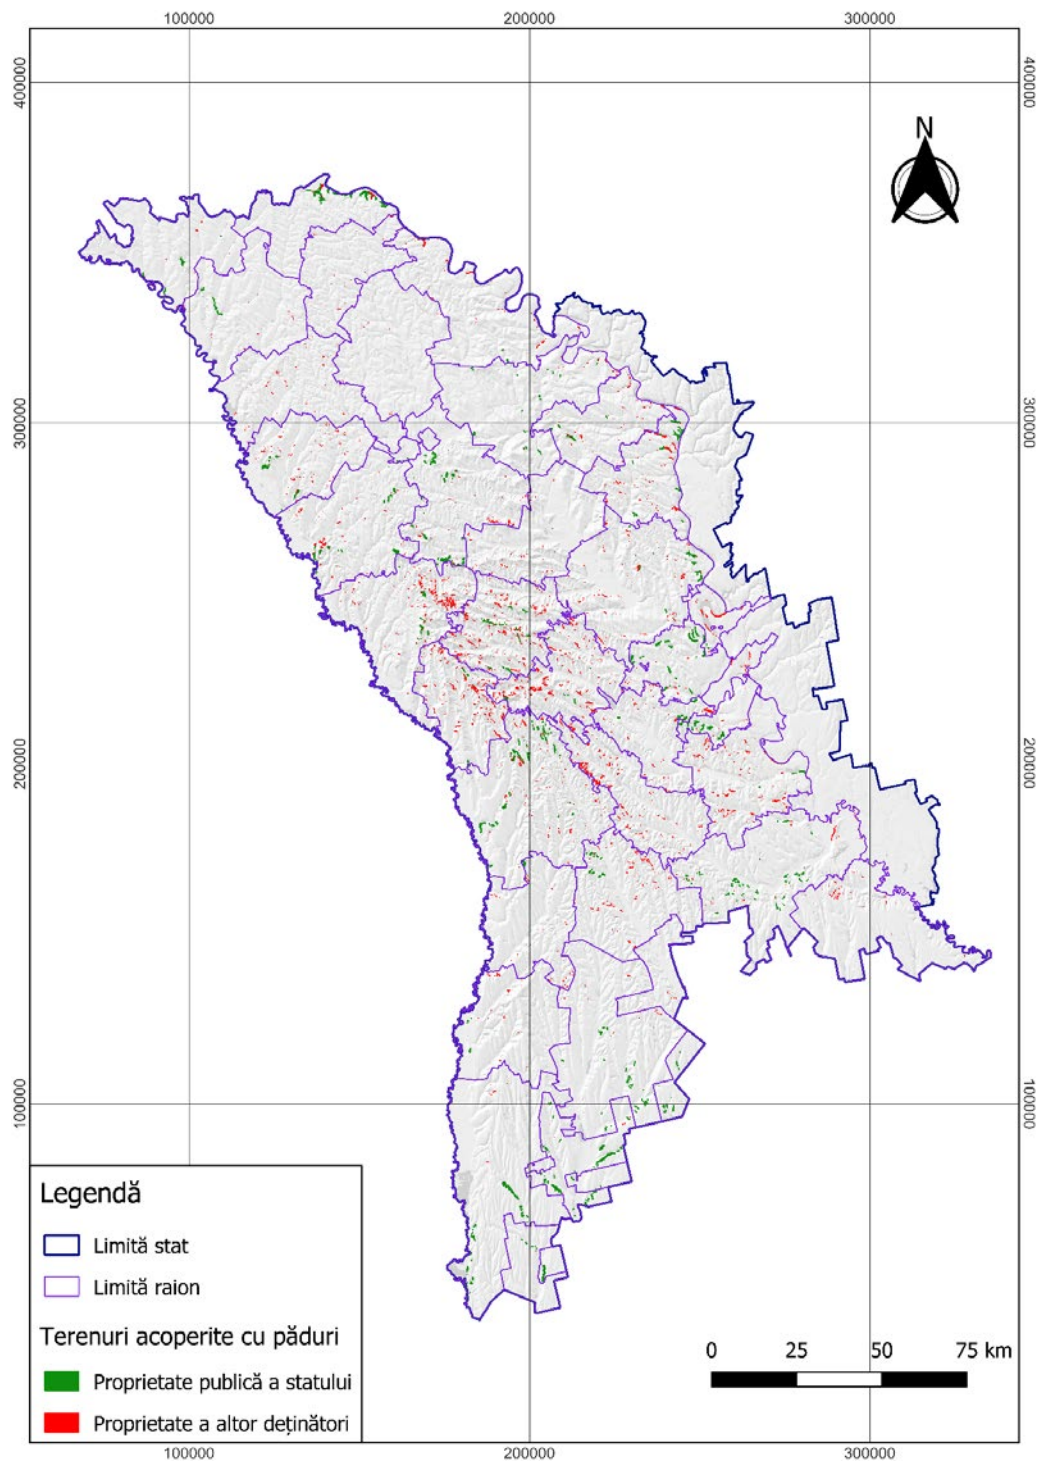 100000
200000
300000
400000
400000
N
300000
300000
200000
200000
100000
100000
Legendă
Limită stat
Limită raion
Terenuri acoperite cu păduri
Proprietate publică a statului
Proprietate a altor deținători
0 25 50 75 km
100000
200000
300000